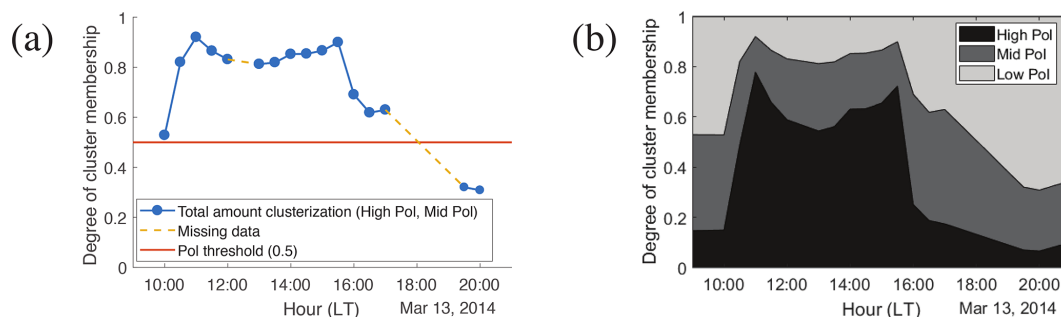 (a)
Degree of cluster membership
1
0.8
0.6
0.4
0.2
0
Total amount clusterization (High Pol, Mid Pol)
Missing data
Pol threshold (0.5)
10:00 12:00 14:00 16:00 18:00 20:00
Hour (LT)
Mar 13, 2014
(b)
Degree of cluster membership
1
0.8
0.6
0.4
0.2
0
High Pol
Mid Pol
Low Pol
10:00 12:00 14:00 16:00 18:00 20:00
Hour (LT)
Mar 13, 2014